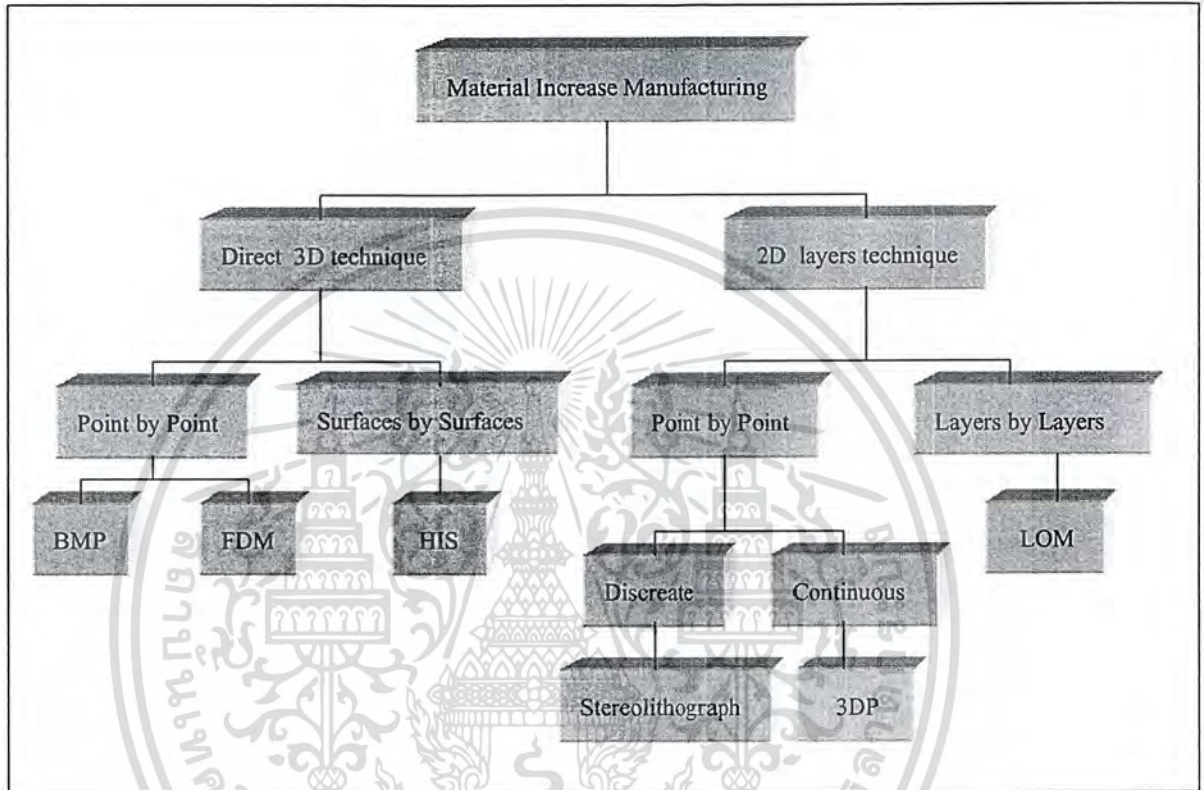 Material Increase Manufacturing
Direct 3D technique
2D layers technique
Point by Point
Surfaces by Surfaces
Point by Point
Layers by Layers
BMP
FDM
HIS
LOM
Discreate
Continuous
Stereolithograph
3DP